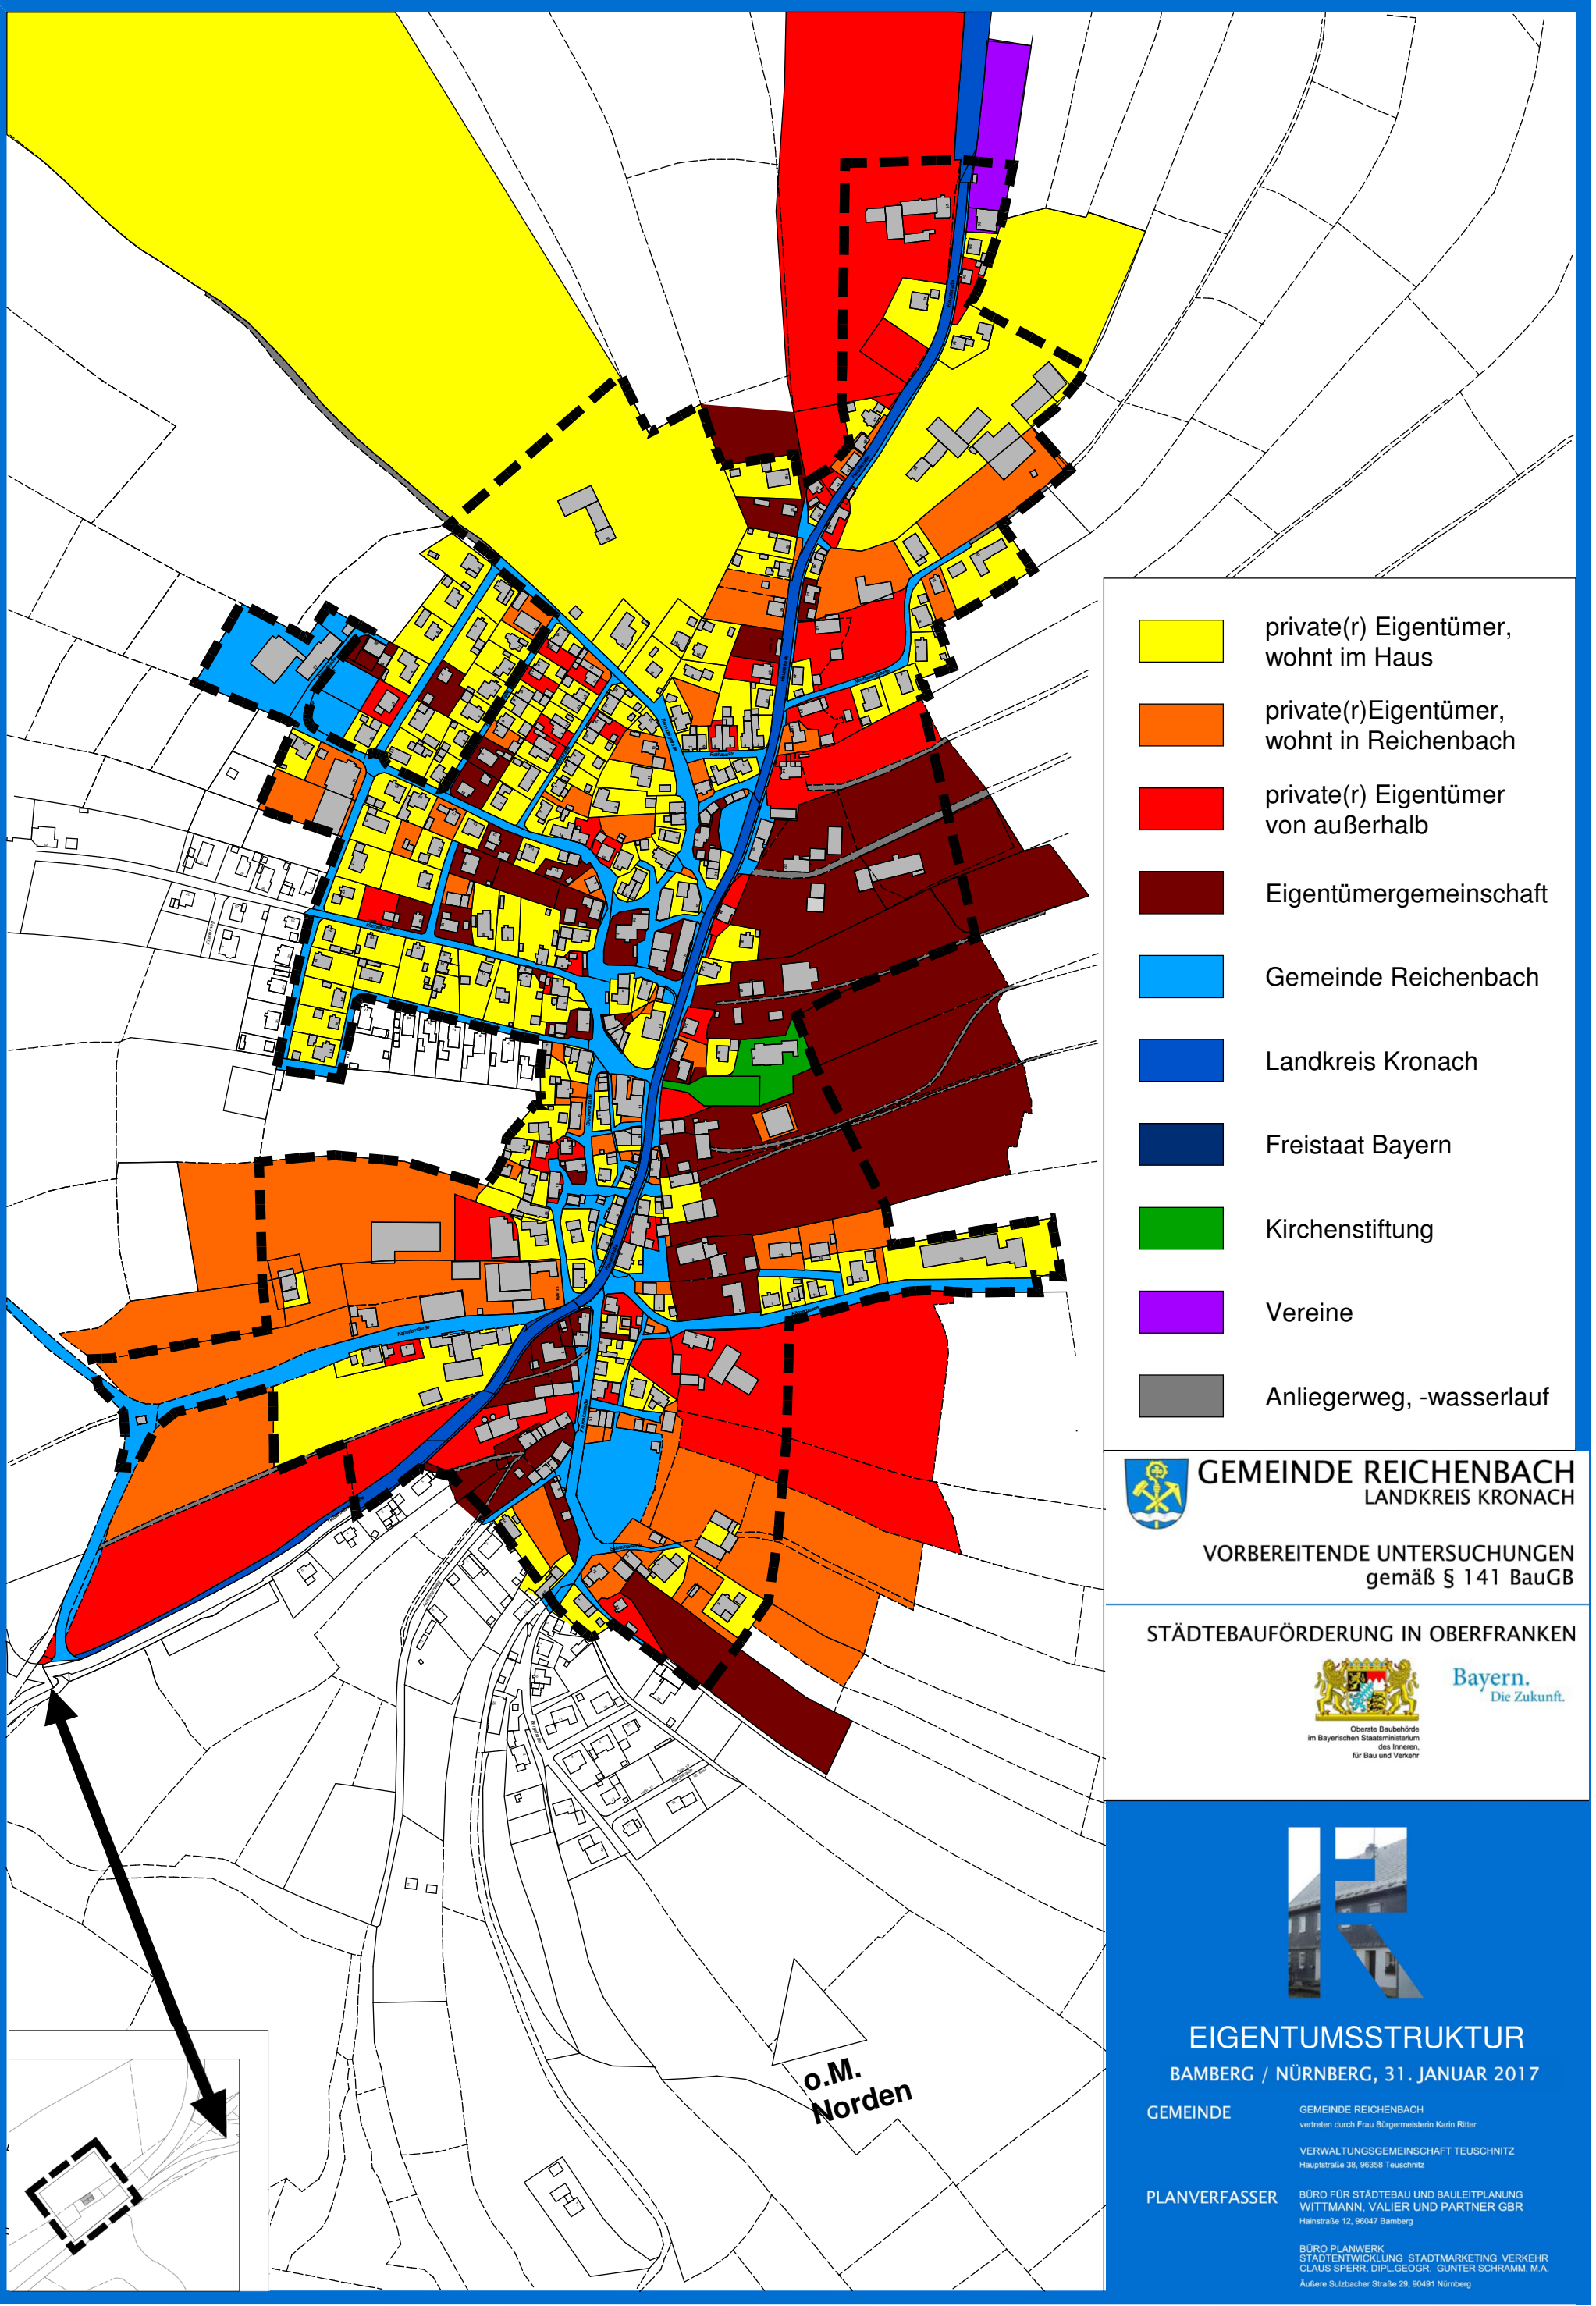 private(r) Eigentümer,
wohnt im Haus
private(r)Eigentümer,
wohnt in Reichenbach
private(r) Eigentümer
von außerhalb
Eigentümergemeinschaft
Gemeinde Reichenbach
Landkreis Kronach
Freistaat Bayern
Kirchenstiftung
Vereine
Anliegerweg, -wasserlauf
GEMEINDE REICHENBACH
LANDKREIS KRONACH
VORBEREITENDE UNTERSUCHUNGEN
gemäß § 141 BauGB
STÄDTEBAUFÖRDERUNG IN OBERFRANKEN
Bayern.
Die Zukunft.
Oberste Baubehörde
im Bayerischen Staatsministerium
des Inneren,
für Bau und Verkehr
o.M.
Norden
EIGENTUMSSTRUKTUR
BAMBERG / NÜRNBERG, 31. JANUAR 2017
GEMEINDE
GEMEINDE REICHENBACH
vertreten durch Frau Bürgermeisterin Karin Ritter
VERWALTUNGSGEMEINSCHAFT TEUSCHNITZ
Hauptstraße 38, 96358 Teuschnitz
PLANVERFASSER
BÜRO FÜR STÄDTEBAU UND BAULEITPLANUNG
WITTMANN, VALIER UND PARTNER GBR
Hainstraße 12, 96047 Bamberg
BÜRO PLANWERK
STADTENTWICKLUNG STADTMARKETING VERKEHR
CLAUS SPERR, DIPL.GEOGR. GUNTER SCHRAMM, M.A.
Äußere Sulzbacher Straße 29, 90491 Nürnberg